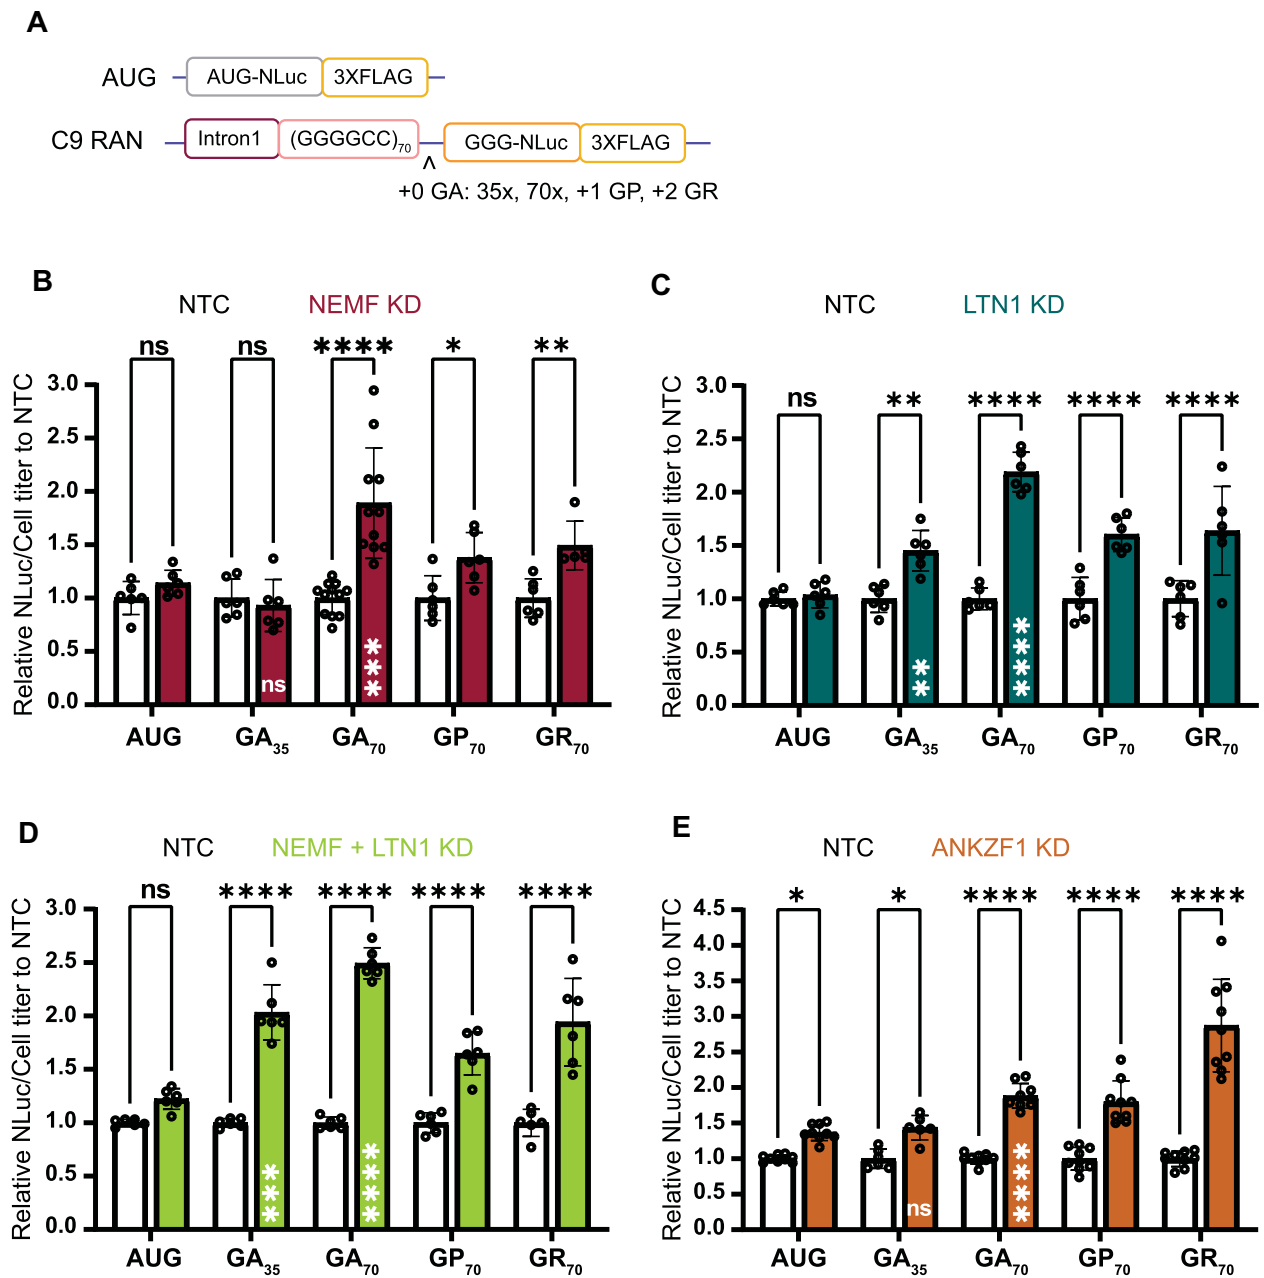 A
AUG AUG-NLuc 3XFLAG
C9 RAN Intron1 (GGGGCC)70 GGG-NLuc 3XFLAG
^
+0 GA: 35x, 70x, +1 GP, +2 GR
B
NTC NEMF KD
ns ns **** * **
Relative NLuc/Cell titer to NTC
3.0
2.5
2.0
1.5
1.0
0.5
0.0
ns ***
AUG GA35 GA70 GP70 GR70
C
NTC LTN1 KD
ns ** **** **** ****
Relative NLuc/Cell titer to NTC
3.0
2.5
2.0
1.5
1.0
0.5
0.0
** ****
AUG GA35 GA70 GP70 GR70
D
NTC NEMF + LTN1 KD
ns **** **** **** ****
Relative NLuc/Cell titer to NTC
3.0
2.5
2.0
1.5
1.0
0.5
0.0
*** ****
AUG GA35 GA70 GP70 GR70
E
NTC ANKZF1 KD
* * **** **** ****
Relative NLuc/Cell titer to NTC
4.5
4.0
3.5
3.0
2.5
2.0
1.5
1.0
0.5
0.0
ns ****
AUG GA35 GA70 GP70 GR70